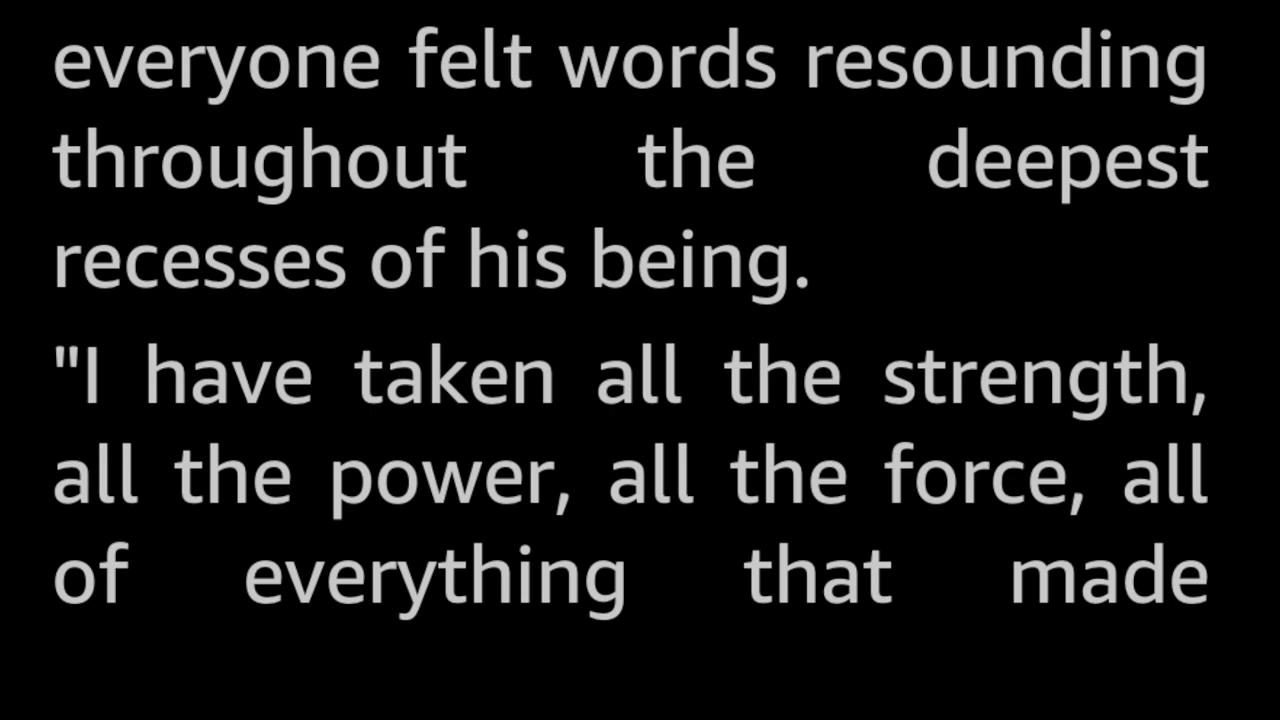 everyone felt words resounding
throughout the deepest
recesses of his being.
"I have taken all the strength,
all the power, all the force, all
of everything that made